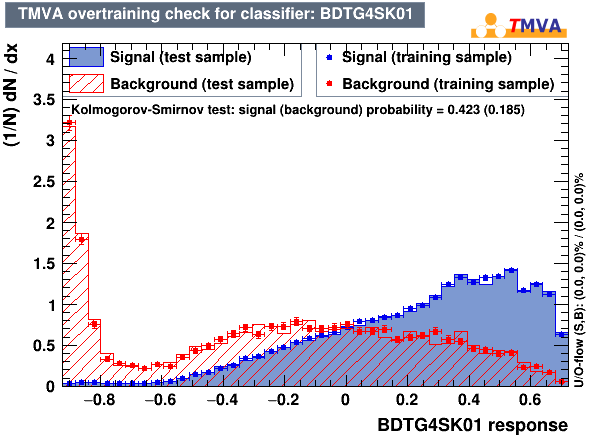 TMVA overtraining check for classifier: BDTG4SK01
TMVA
(1/N) dN / dx
Signal (test sample)
Background (test sample)
Signal (training sample)
Background (training sample)
Kolmogorov-Smirnov test: signal (background) probability = 0.423 (0.185)
4
3.5
3
2.5
2
1.5
1
0.5
0
−0.8 −0.6 −0.4 −0.2 0 0.2 0.4 0.6
BDTG4SK01 response
U/O-flow (S,B): (0.0, 0.0)% / (0.0, 0.0)%